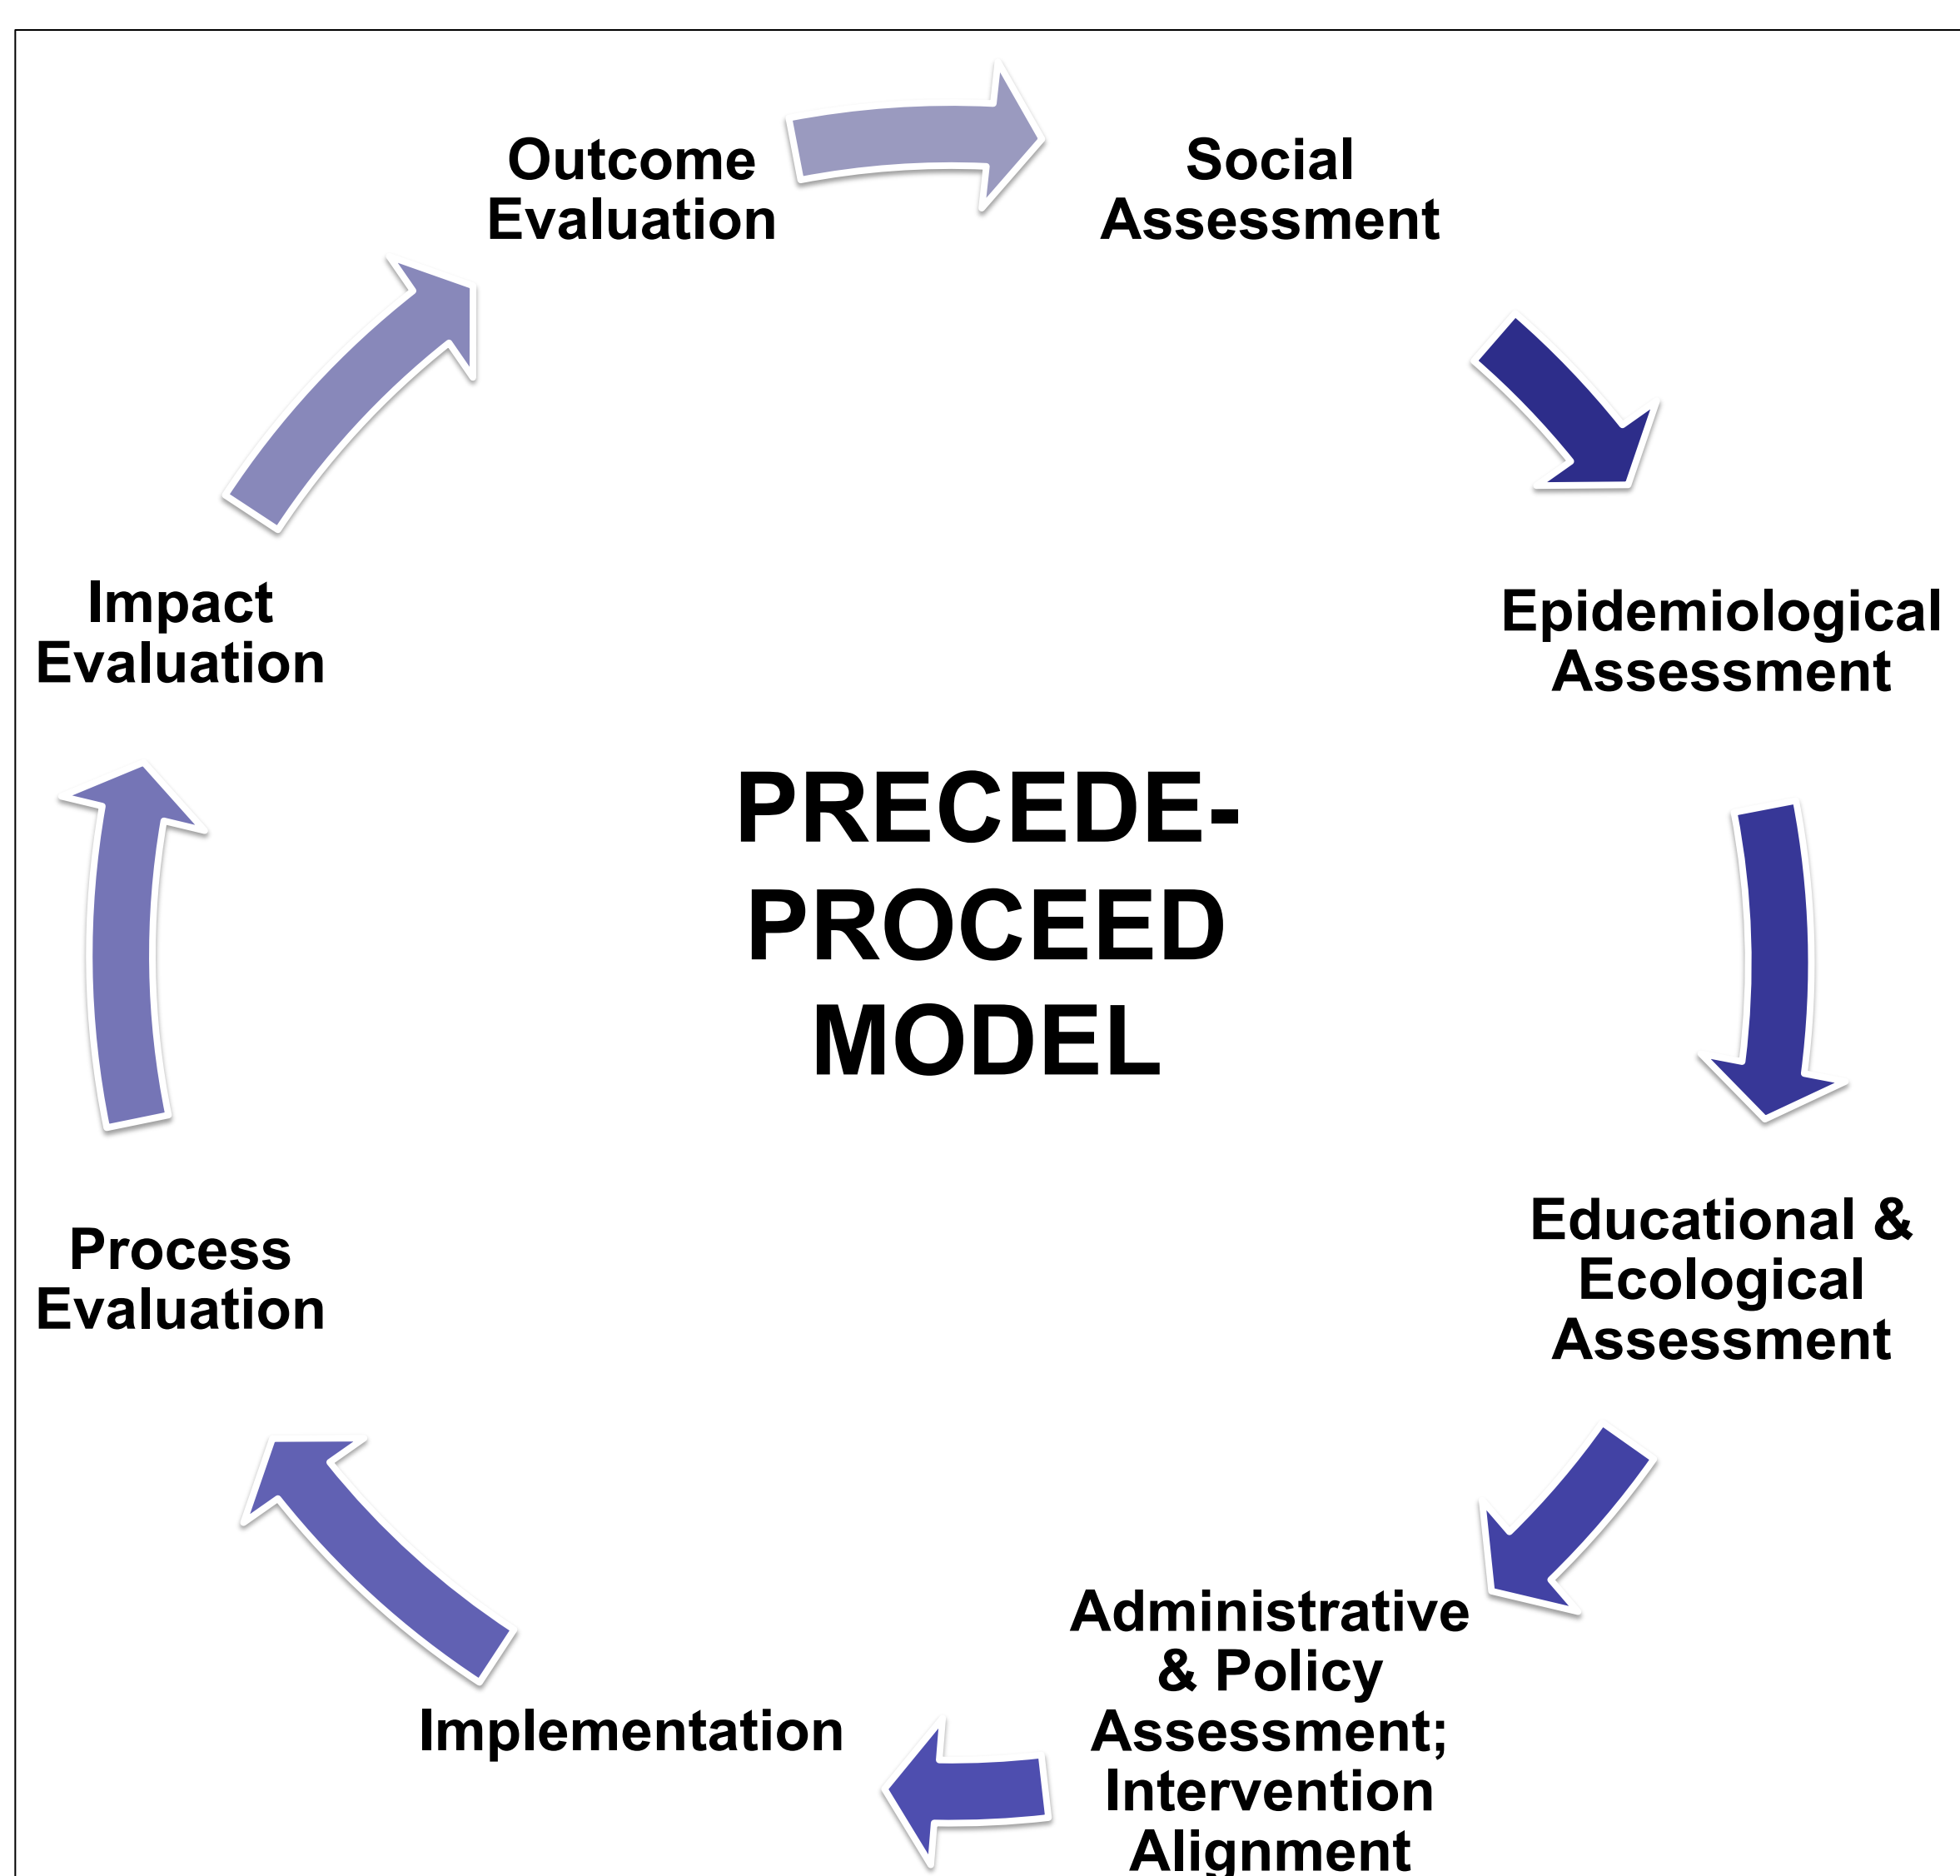 Outcome
Evaluation
Social
Assessment
Epidemiological
Assessment
Educational &
Ecological
Assessment
Administrative
& Policy
Assessment;
Intervention
Alignment
Implementation
Process
Evaluation
Impact
Evaluation
PRECEDE-
PROCEED
MODEL